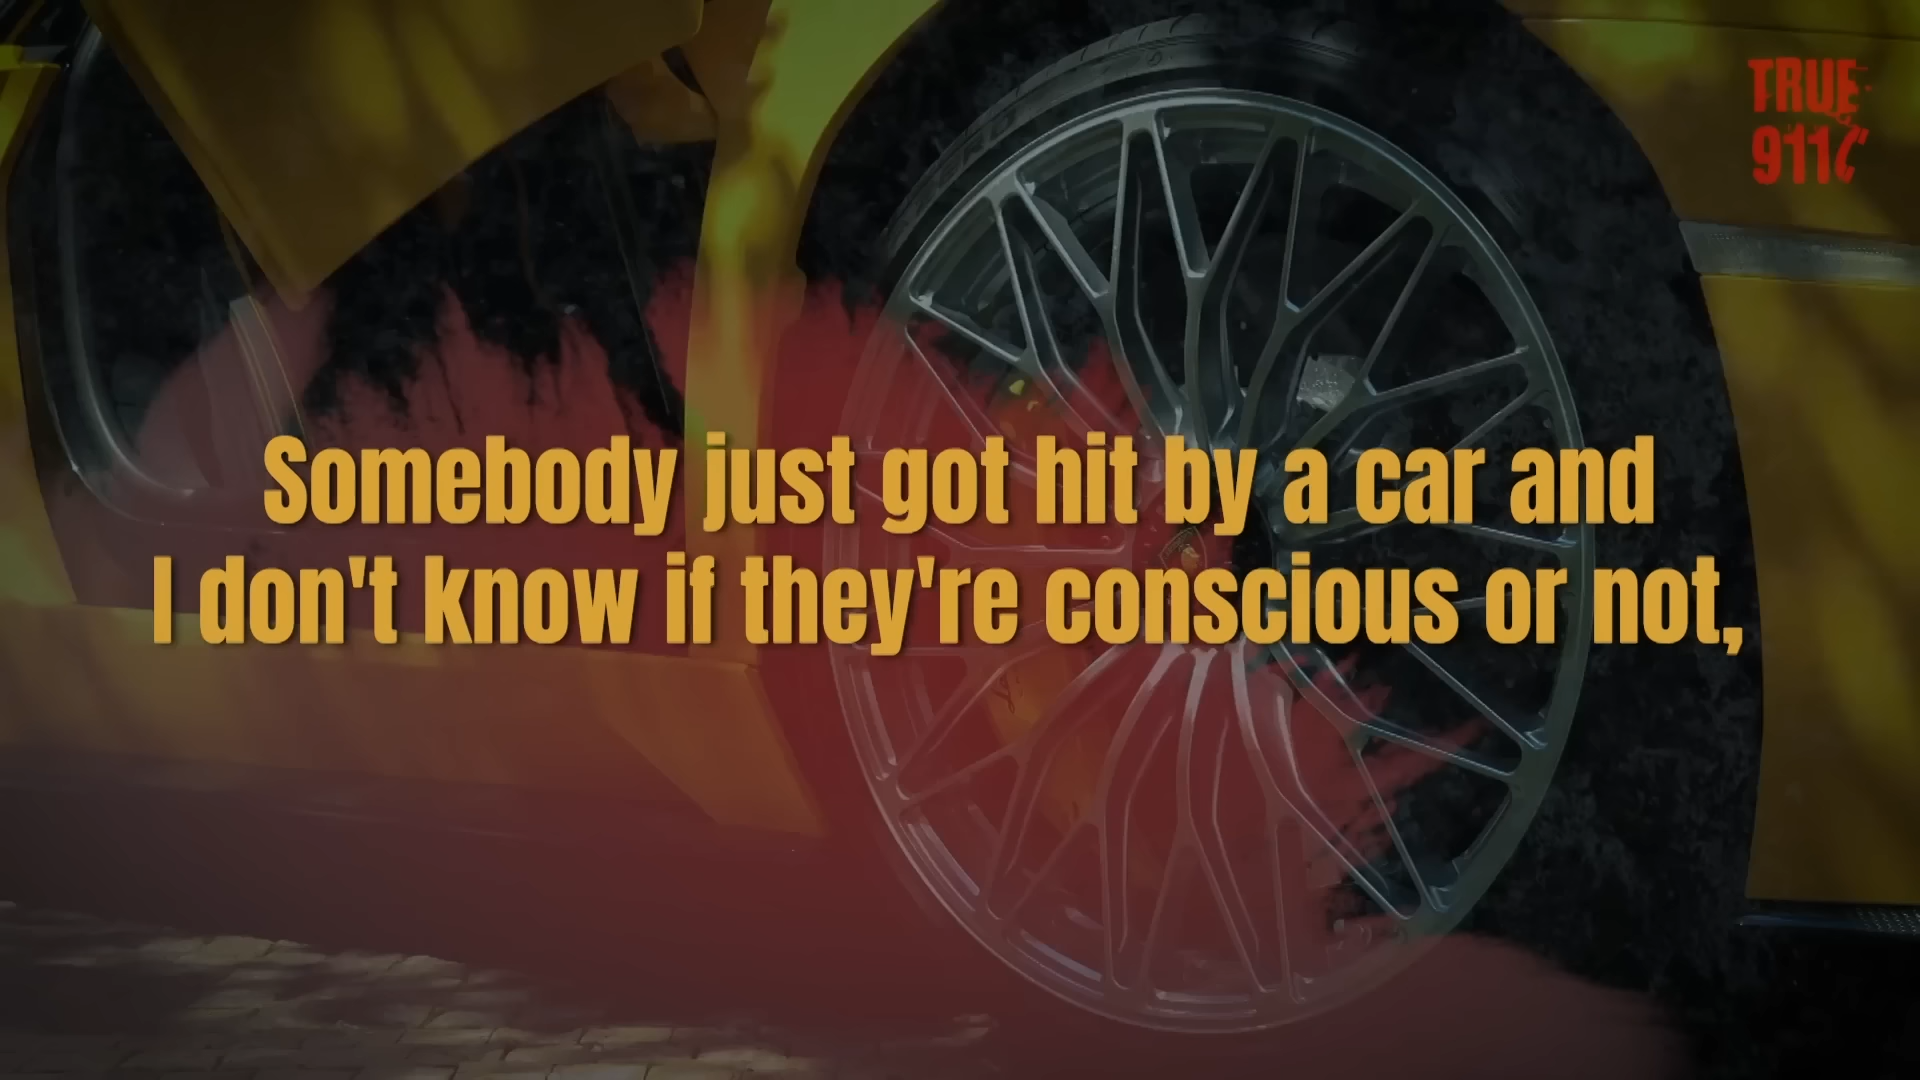 TRUE
911
Somebody just got hit by a car and
I don't know if they're conscious or not,